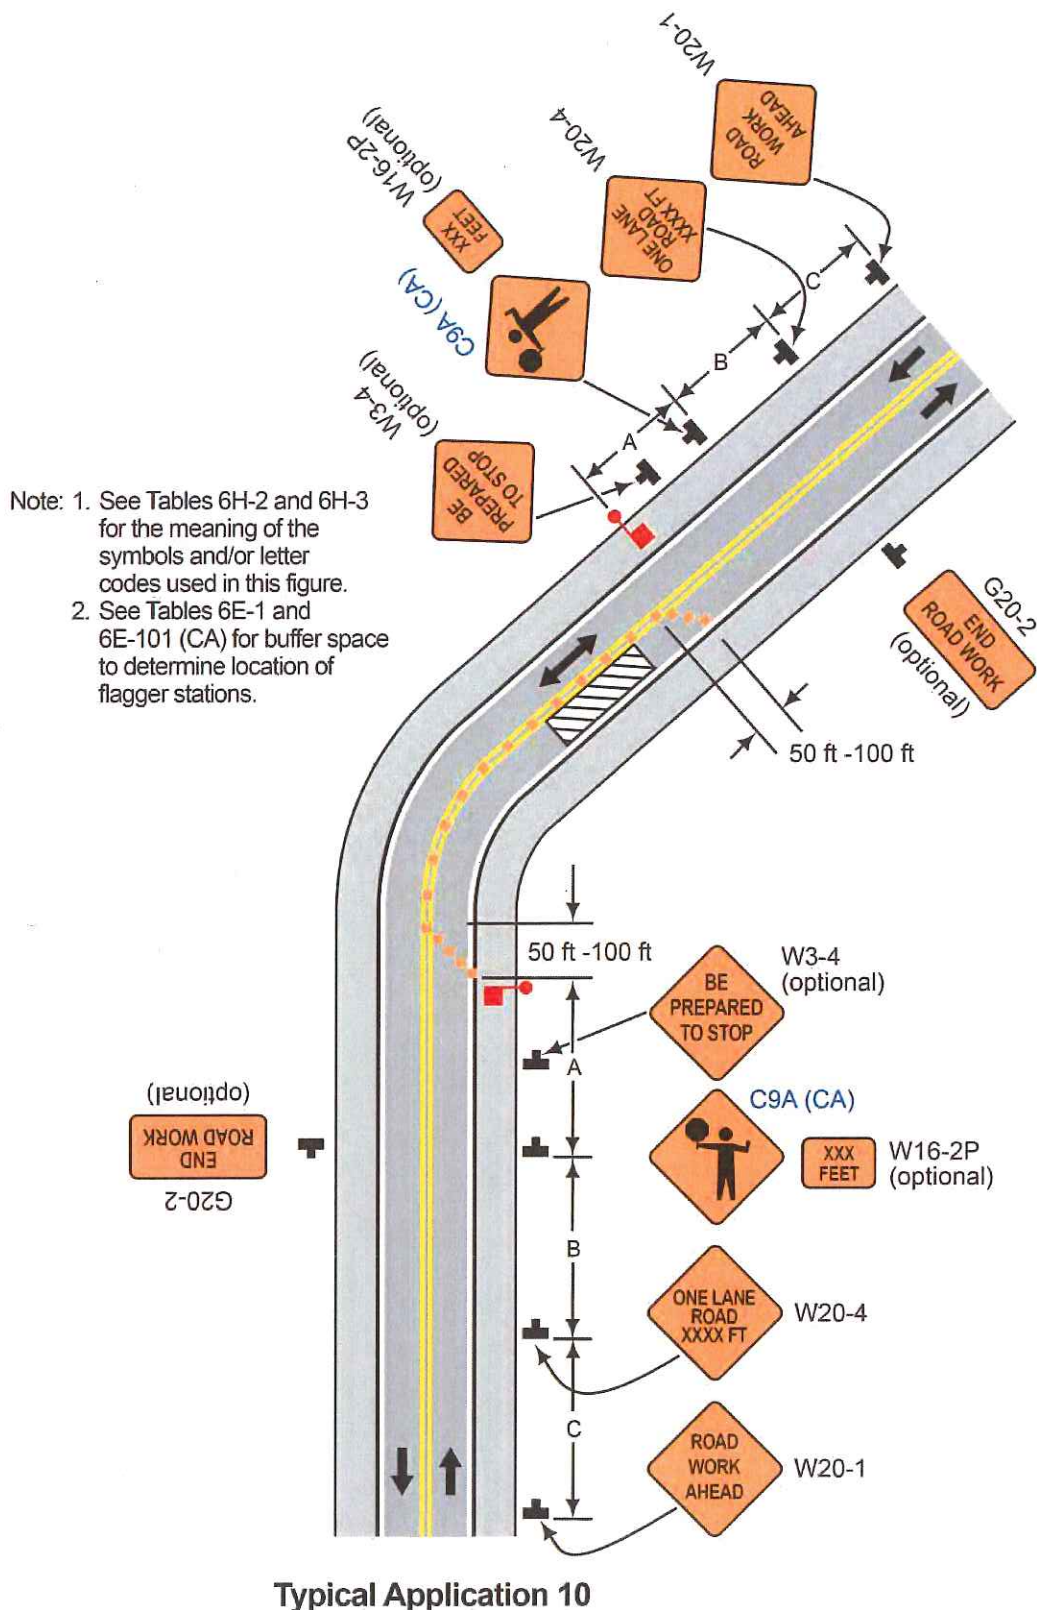 W20-1
ROAD
WORK
AHEAD
W20-4
ONE LANE
ROAD
XXXX FT
W16-2P
(optional)
XXX
FEET
C9A (CA)
W3-4
(optional)
BE
PREPARED
TO STOP
C
B
A
Note: 1. See Tables 6H-2 and 6H-3
for the meaning of the
symbols and/or letter
codes used in this figure.
2. See Tables 6E-1 and
6E-101 (CA) for buffer space
to determine location of
flagger stations.
G20-2
END
ROAD WORK
(optional)
50 ft -100 ft
50 ft -100 ft
BE
PREPARED
TO STOP
W3-4
(optional)
A
C9A (CA)
XXX
FEET
W16-2P
(optional)
G20-2
END
ROAD WORK
(optional)
B
ONE LANE
ROAD
XXXX FT
W20-4
C
ROAD
WORK
AHEAD
W20-1
Typical Application 10